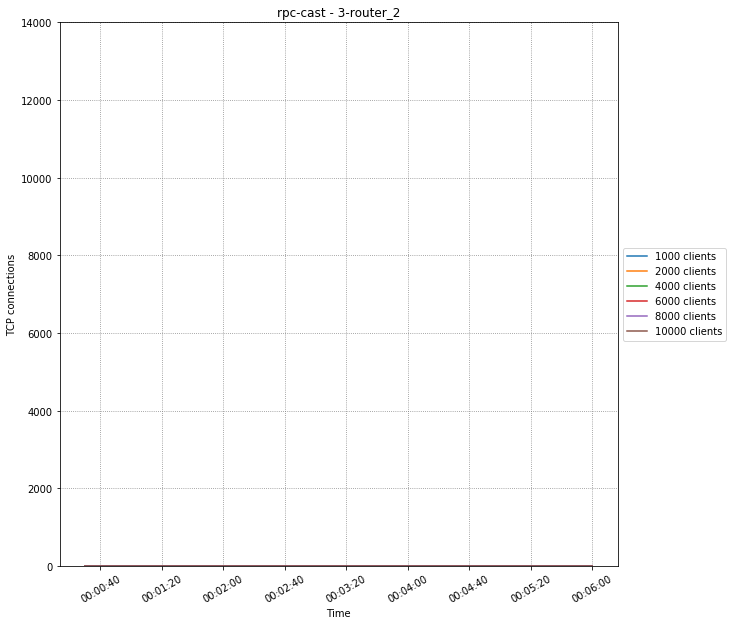 rpc-cast - 3-router_2
14000
12000
10000
8000
6000
4000
2000
0
TCP connections
00:00:40
00:01:20
00:02:00
00:02:40
00:03:20
00:04:00
00:04:40
00:05:20
00:06:00
Time
1000 clients
2000 clients
4000 clients
6000 clients
8000 clients
10000 clients